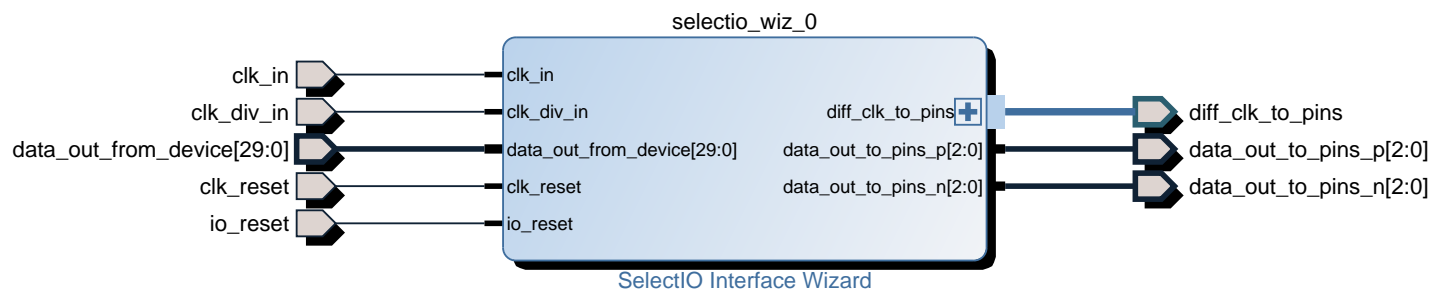 selectio_wiz_0
clk_in
clk_div_in
data_out_from_device[29:0]
clk_reset
io_reset
clk_in
clk_div_in
data_out_from_device[29:0]
clk_reset
io_reset
diff_clk_to_pins
data_out_to_pins_p[2:0]
data_out_to_pins_n[2:0]
diff_clk_to_pins
data_out_to_pins_p[2:0]
data_out_to_pins_n[2:0]
SelectIO Interface Wizard